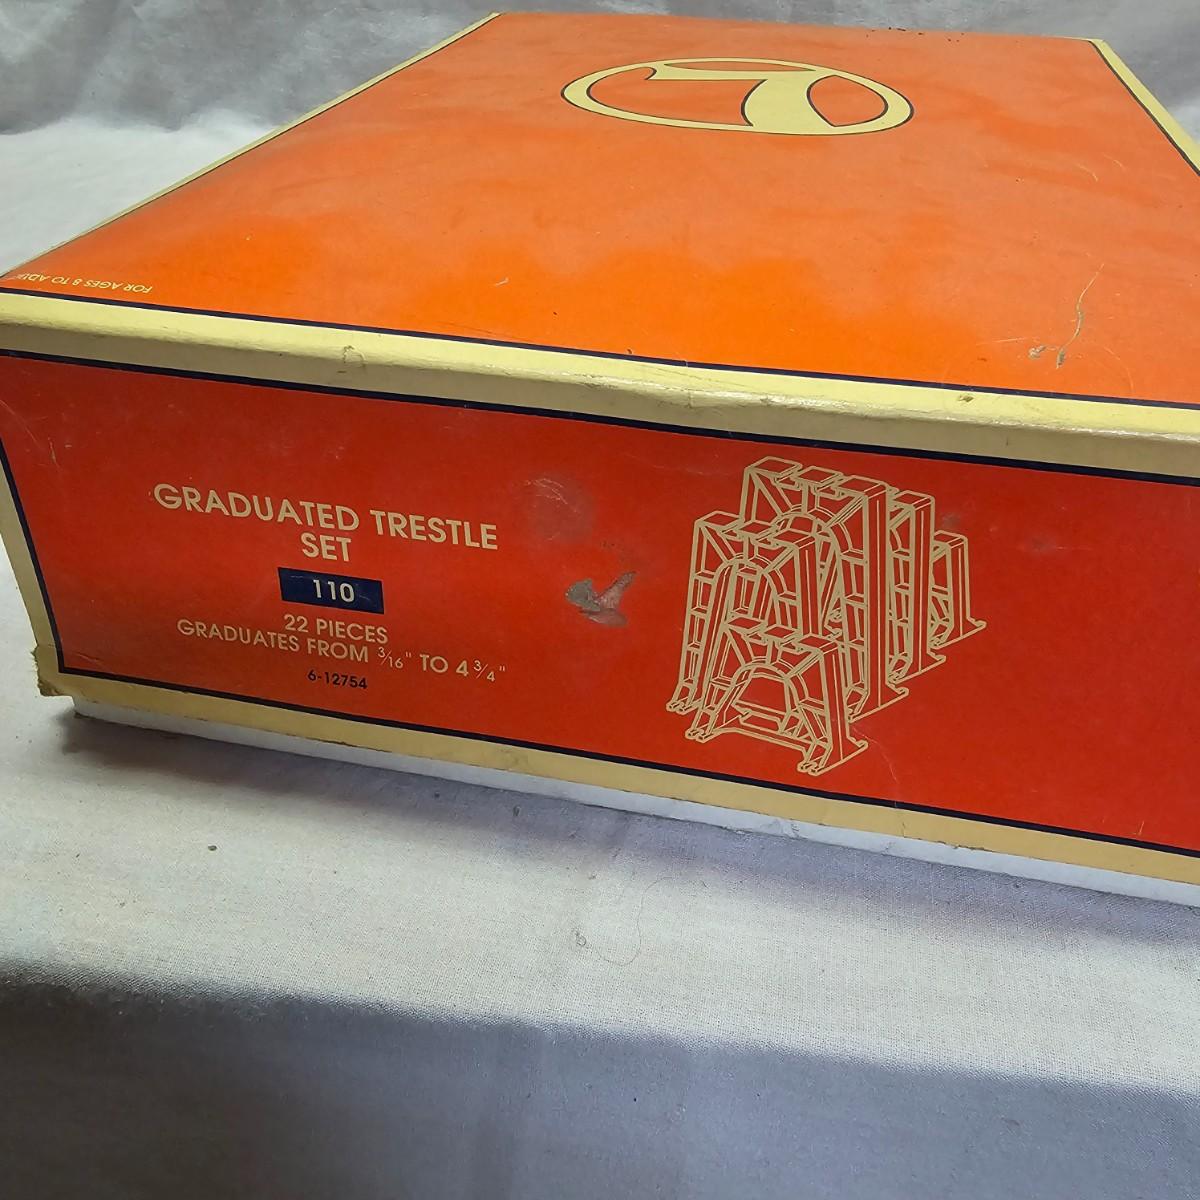 L
FOR AGES 8 TO ADULT
GRADUATED TRESTLE
SET
110
22 PIECES
GRADUATES FROM 3/16" TO 4 3/4"
6-12754